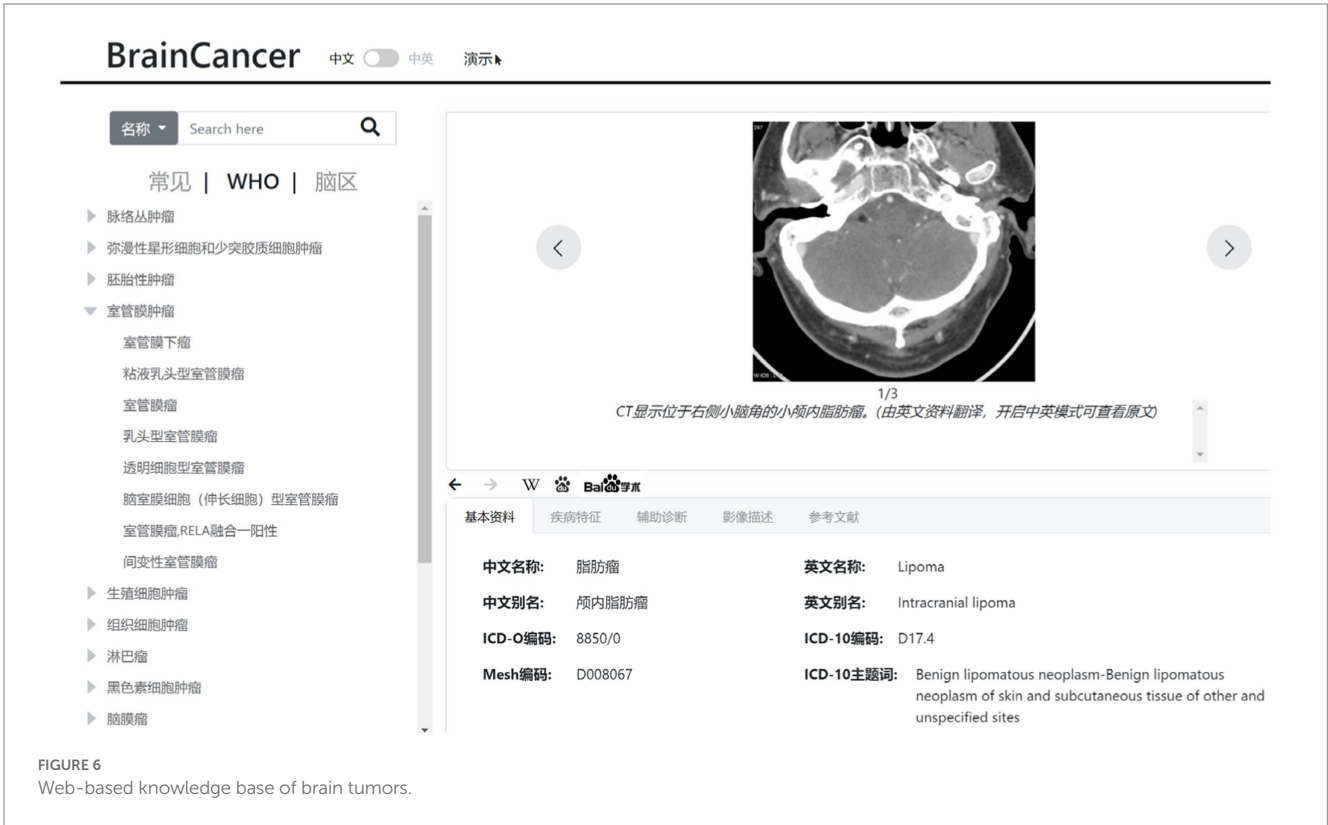 BrainCancer 中文 中英 演示
名称 Search here
常见 | WHO | 脑区
脉络丛肿瘤
弥漫性星形细胞和少突胶质细胞肿瘤
胚胎性肿瘤
室管膜肿瘤
室管膜下瘤
粘液乳头型室管膜瘤
室管膜瘤
乳头型室管膜瘤
透明细胞型室管膜瘤
脑室膜细胞（伸长细胞）型室管膜瘤
室管膜瘤,RELA融合一阳性
间变性室管膜瘤
生殖细胞肿瘤
组织细胞肿瘤
淋巴瘤
黑色素细胞肿瘤
脑膜瘤
247
1/3
CT显示位于右侧小脑角的小颅内脂肪瘤。(由英文资料翻译，开启中英模式可查看原文)
W Bai du 学术
基本资料 疾病特征 辅助诊断 影像描述 参考文献
中文名称: 脂肪瘤 英文名称: Lipoma
中文别名: 颅内脂肪瘤 英文别名: Intracranial lipoma
ICD-O编码: 8850/0 ICD-10编码: D17.4
Mesh编码: D008067 ICD-10主题词: Benign lipomatous neoplasm-Benign lipomatous
neoplasm of skin and subcutaneous tissue of other and
unspecified sites
FIGURE 6
Web-based knowledge base of brain tumors.